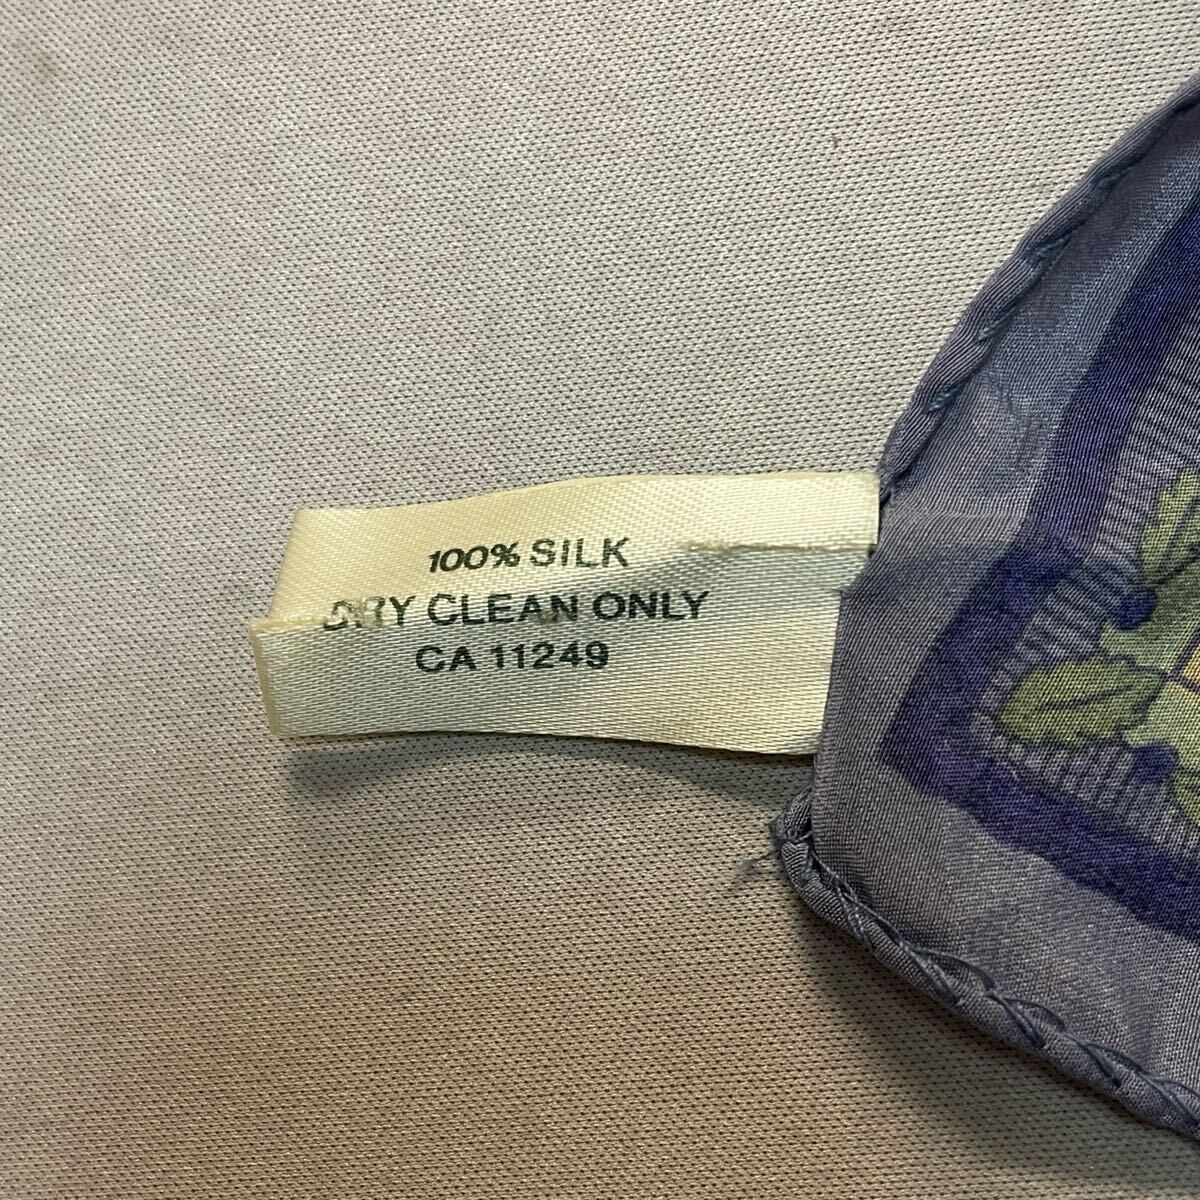 100% SILK
DRY CLEAN ONLY
CA 11249